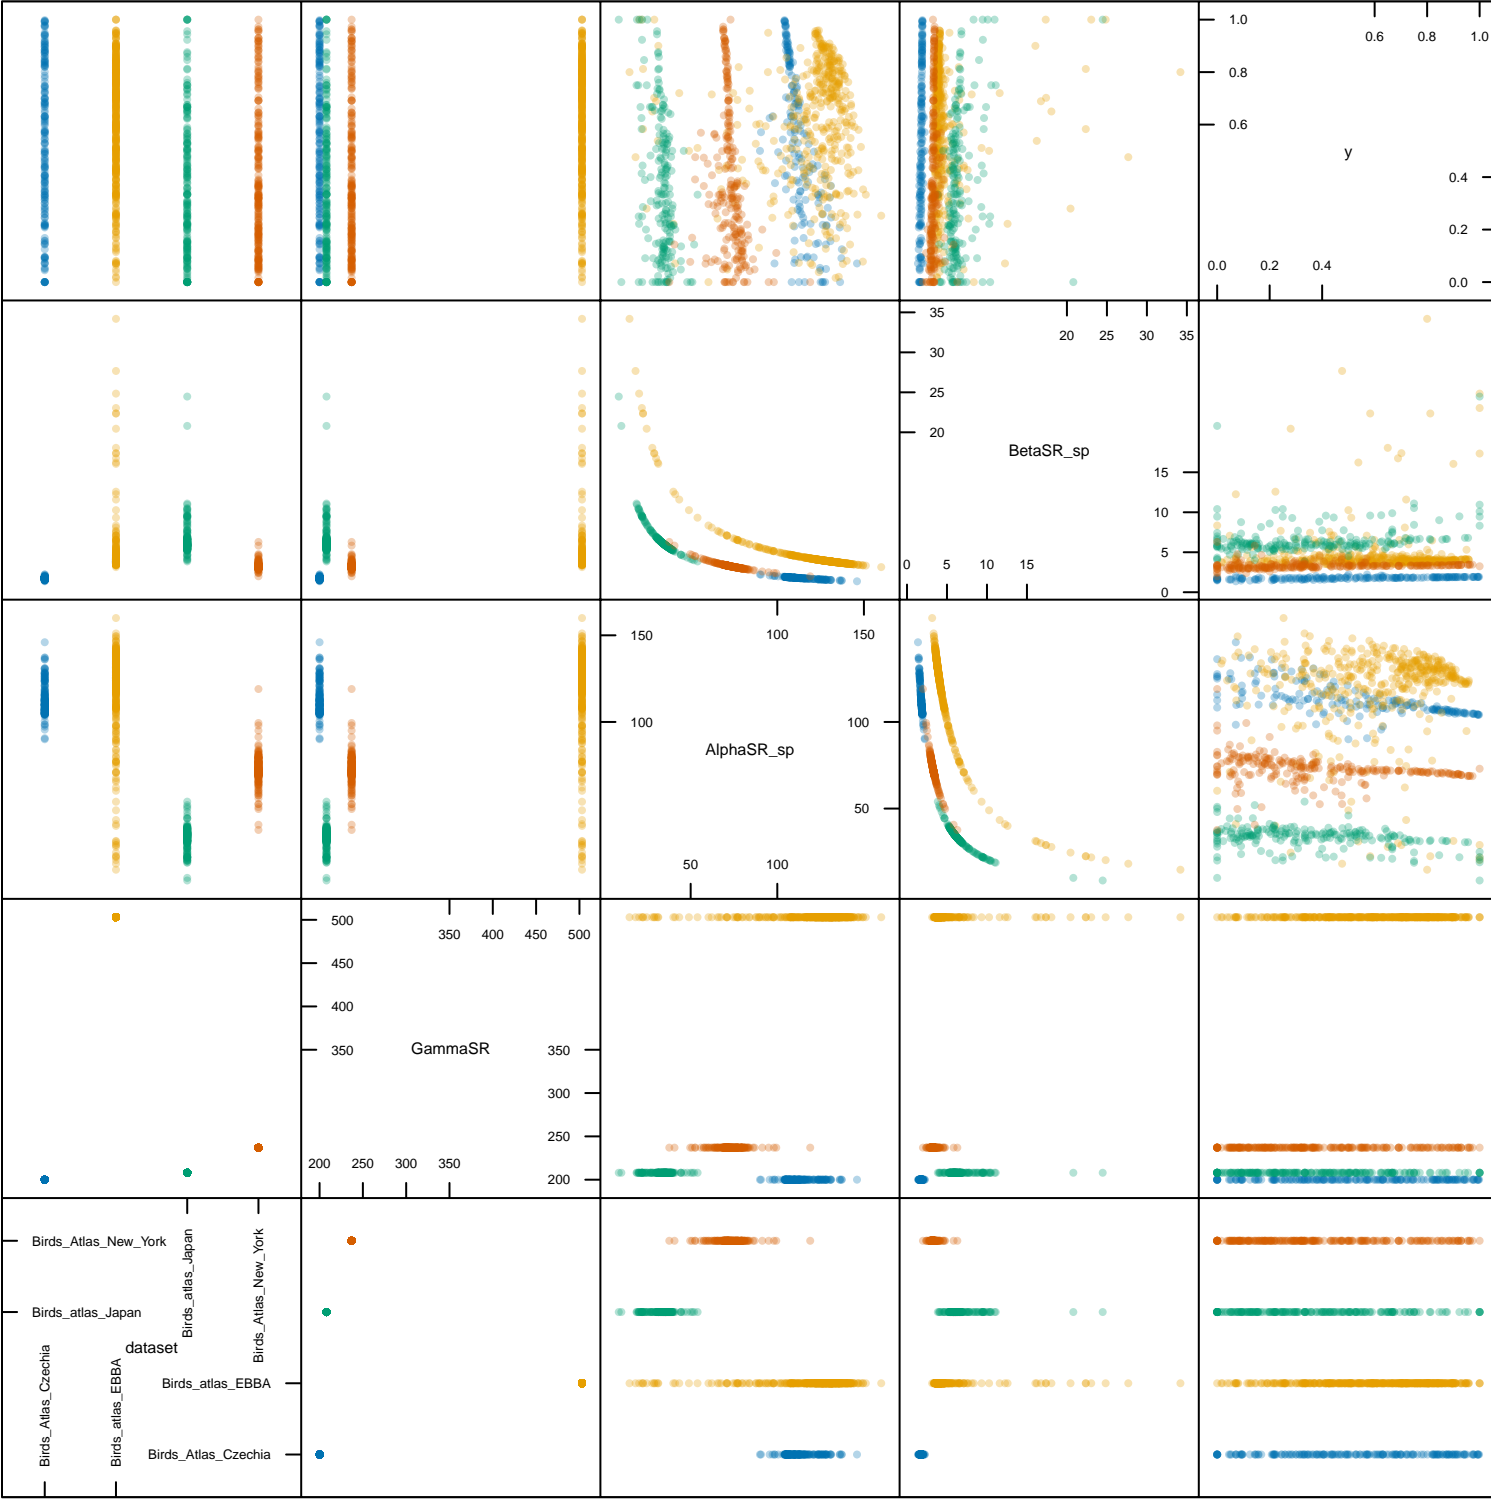 1.0
0.6 0.8 1.0
0.8
0.6
y
0.4
0.2
0.0 0.2 0.4
0.0
35
20 25 30 35
30
25
20
BetaSR_sp
15
10
5
0 5 10 15
0
150
100 150
100
100
AlphaSR_sp
50
50 100
500
350 400 450 500
450
400
350
GammaSR
350
300
250
200 250 300 350
200
Birds_Atlas_New_York
Birds_atlas_Japan
Birds_Atlas_New_York
Birds_atlas_Japan
dataset
Birds_Atlas_Czechia
Birds_atlas_EBBA
Birds_atlas_EBBA
Birds_Atlas_Czechia